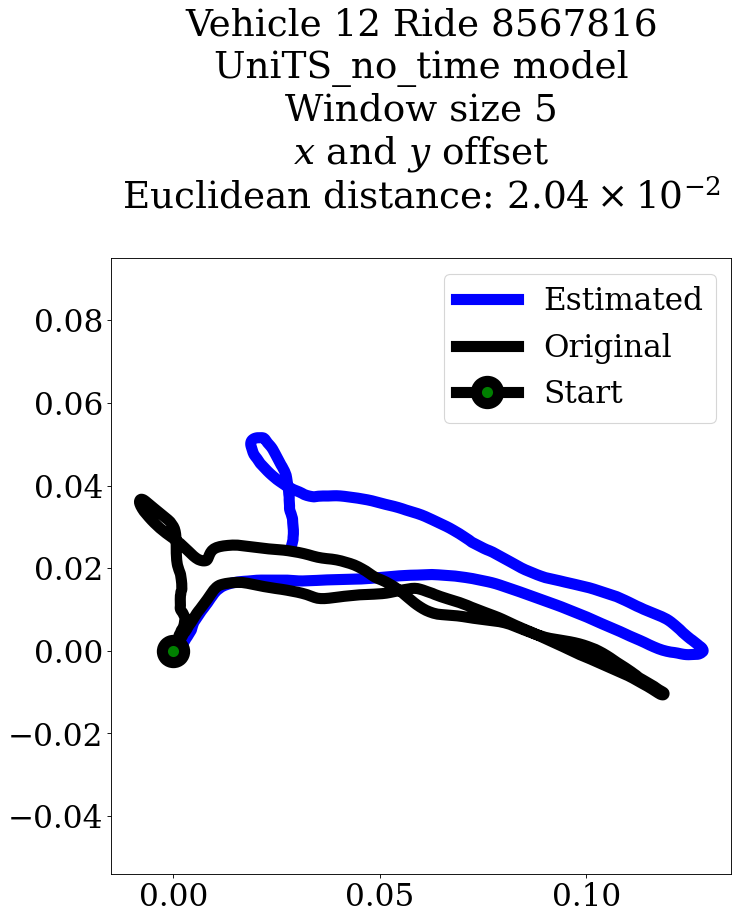 Vehicle 12 Ride 8567816
UniTS_no_time model
Window size 5
x and y offset
Euclidean distance: 2.04 × 10⁻²
Estimated
Original
Start
0.08
0.06
0.04
0.02
0.00
−0.02
−0.04
0.00 0.05 0.10